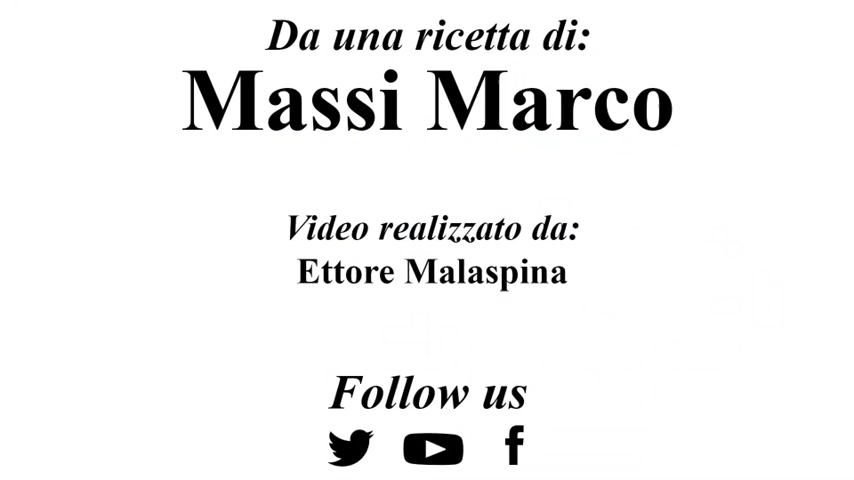 Da una ricetta di:
Massi Marco
Video realizzato da:
Ettore Malaspina
Follow us